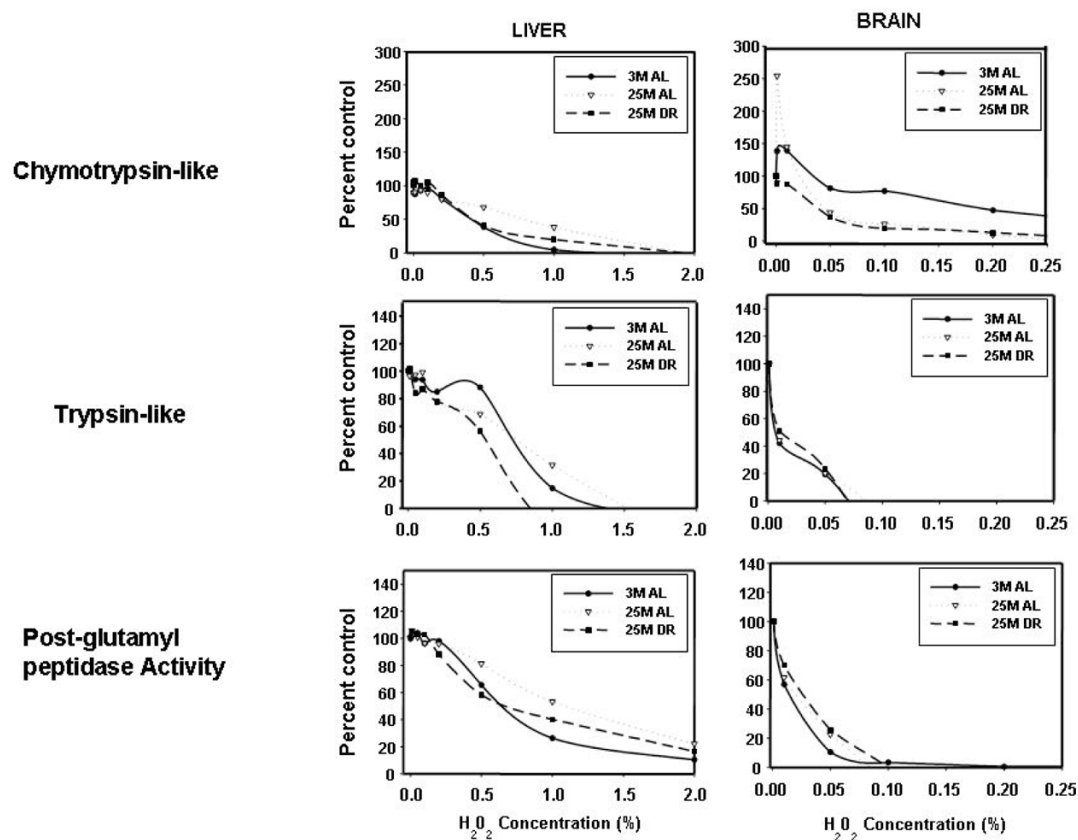 LIVER
BRAIN
Chymotrypsin-like
Percent control
300
250
200
150
100
50
0
3M AL
25M AL
25M DR
0.0
0.5
1.0
1.5
2.0
300
250
200
150
100
50
0
3M AL
25M AL
25M DR
0.00
0.05
0.10
0.15
0.20
0.25
Trypsin-like
Percent control
140
120
100
80
60
40
20
0
3M AL
25M AL
25M DR
0.0
0.5
1.0
1.5
2.0
140
120
100
80
60
40
20
0
3M AL
25M AL
25M DR
0.00
0.05
0.10
0.15
0.20
0.25
Post-glutamyl
peptidase Activity
Percent control
140
120
100
80
60
40
20
0
3M AL
25M AL
25M DR
0.0
0.5
1.0
1.5
2.0
H2O2 Concentration (%)
140
120
100
80
60
40
20
0
3M AL
25M AL
25M DR
0.00
0.05
0.10
0.15
0.20
0.25
H2O2 Concentration (%)